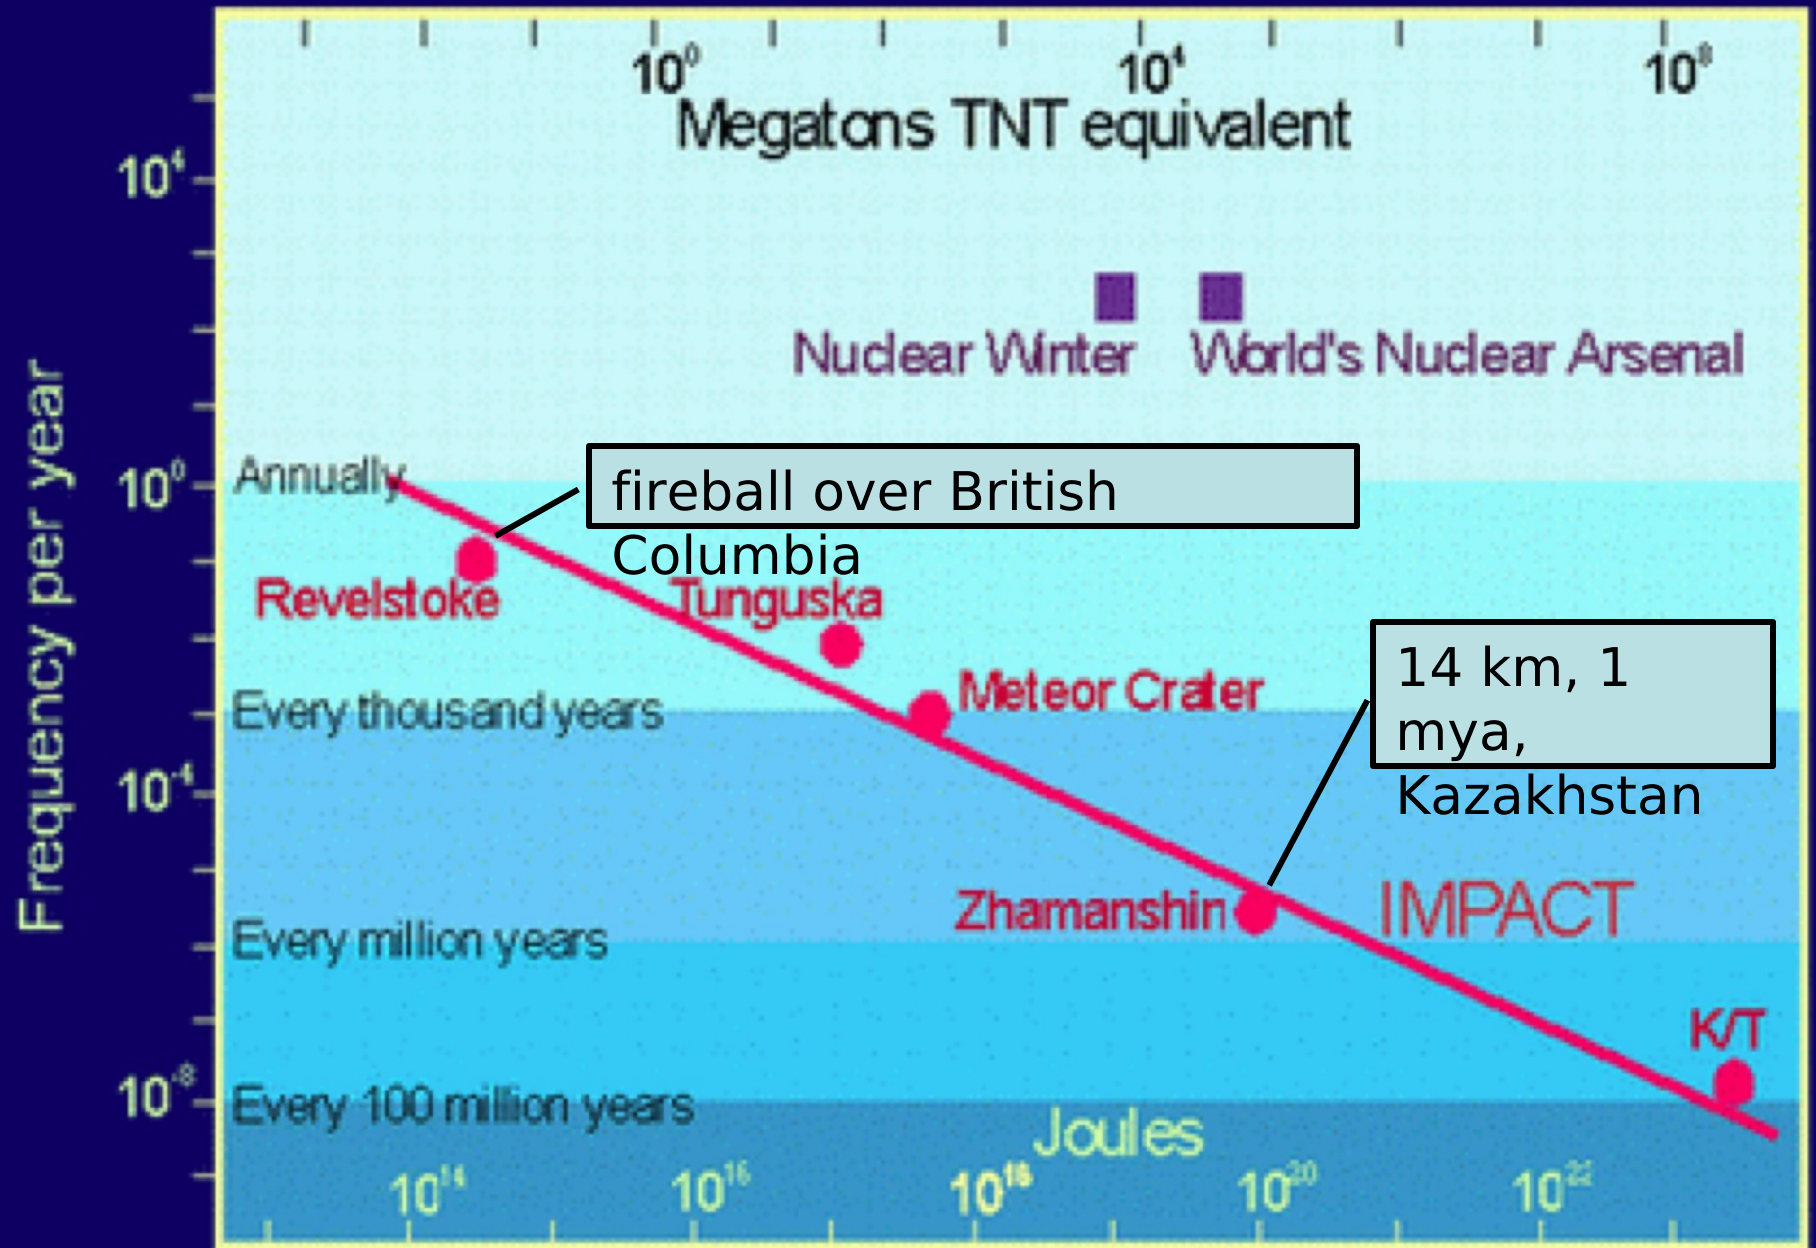 10⁰ 10⁴ 10⁸
Megatons TNT equivalent
10⁴
Nuclear Winter World's Nuclear Arsenal
Frequency per year
10⁰ Annually
fireball over British
Columbia
Revelstoke Tunguska
14 km, 1
mya,
Kazakhstan
Meteor Crater
Every thousand years
10⁻⁴
Zhamanshin IMPACT
Every million years
K/T
10⁻⁸ Every 100 million years
Joules
10¹⁴ 10¹⁶ 10¹⁸ 10²⁰ 10²²